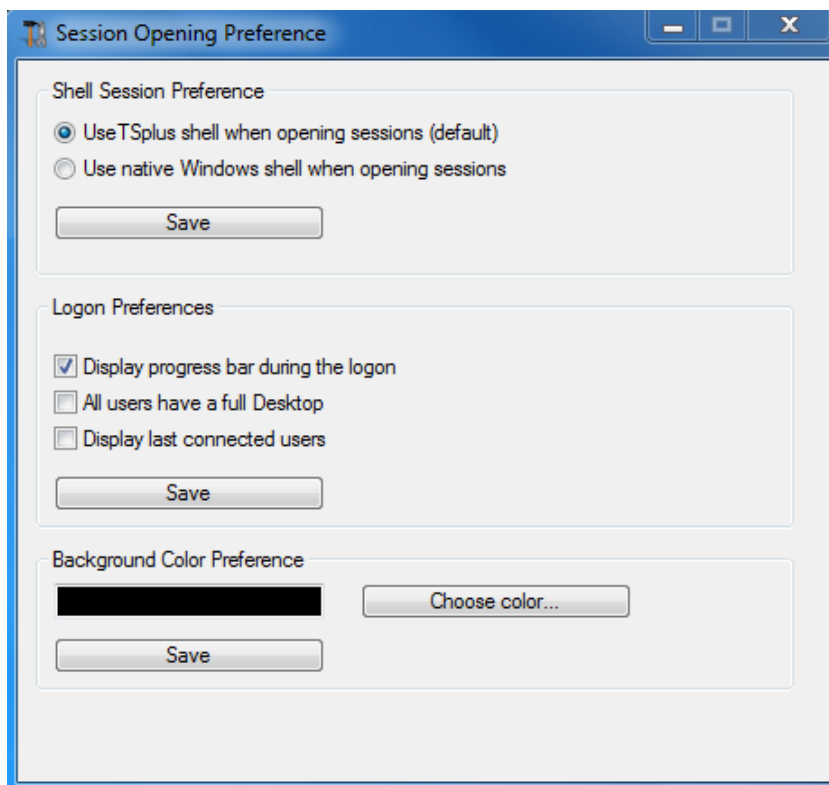 Session Opening Preference
Shell Session Preference
Use TSplus shell when opening sessions (default)
Use native Windows shell when opening sessions
Save
Logon Preferences
Display progress bar during the logon
All users have a full Desktop
Display last connected users
Save
Background Color Preference
Choose color...
Save